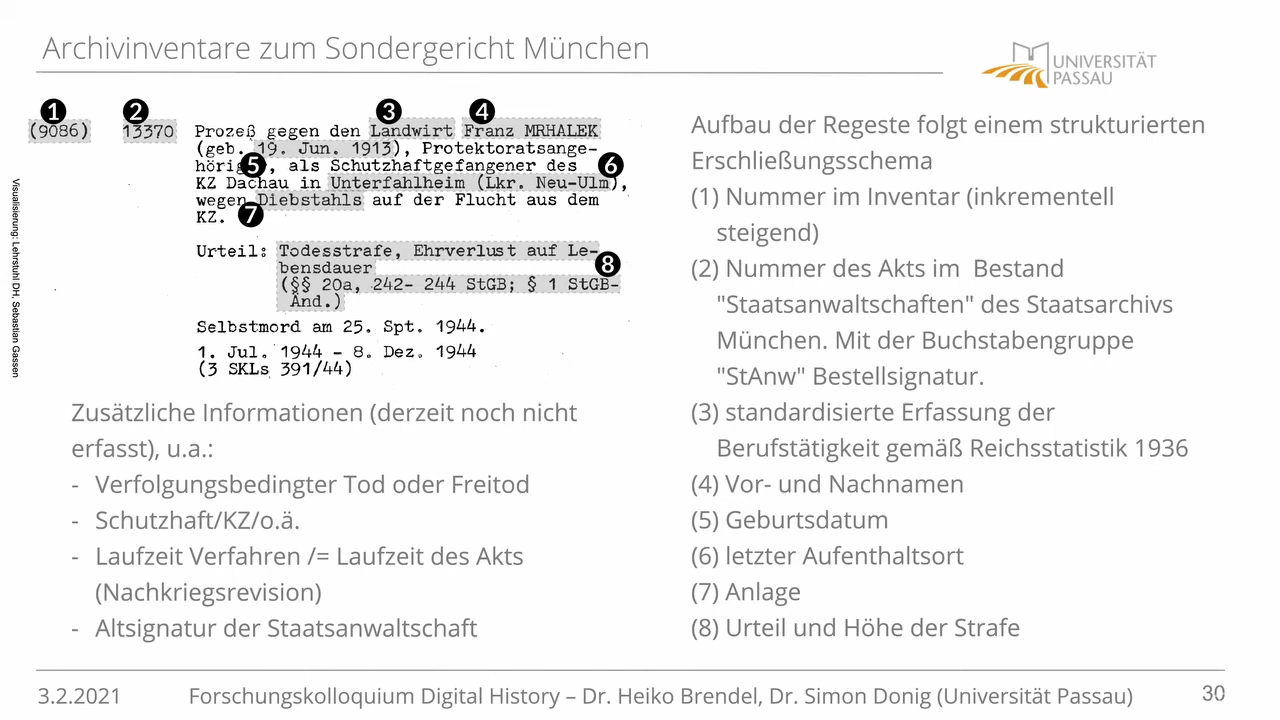 Archivinventare zum Sondergericht München
UNIVERSITÄT
PASSAU
1
2
3
4
(9086) 13370 Prozeß gegen den Landwirt Franz MRHALEK
(geb. 19. Jun. 1913), Protektoratsange-
5
6
höri ), als Schutzhaftgefangener des
KZ Dachau in Unterfahlheim (Lkr. Neu-Ulm),
wegen Diebstahls auf der Flucht aus dem
KZ.
7
Urteil: Todesstrafe, Ehrverlust auf Le-
bensdauer
8
(§§ 20a, 242- 244 StGB; § 1 StGB-
Änd.)
Selbstmord am 25. Spt. 1944.
1. Jul. 1944 - 8. Dez. 1944
(3 SKLs 391/44)
Visualisierung: Lehrstuhl DH, Sebastian Gassen
Zusätzliche Informationen (derzeit noch nicht
erfasst), u.a.:
- Verfolgungsbedingter Tod oder Freitod
- Schutzhaft/KZ/o.ä.
- Laufzeit Verfahren /= Laufzeit des Akts
(Nachkriegsrevision)
- Altsignatur der Staatsanwaltschaft
Aufbau der Regeste folgt einem strukturierten
Erschließungsschema
(1) Nummer im Inventar (inkrementell
steigend)
(2) Nummer des Akts im Bestand
"Staatsanwaltschaften" des Staatsarchivs
München. Mit der Buchstabengruppe
"StAnw" Bestellsignatur.
(3) standardisierte Erfassung der
Berufstätigkeit gemäß Reichsstatistik 1936
(4) Vor- und Nachnamen
(5) Geburtsdatum
(6) letzter Aufenthaltsort
(7) Anlage
(8) Urteil und Höhe der Strafe
3.2.2021
Forschungskolloquium Digital History – Dr. Heiko Brendel, Dr. Simon Donig (Universität Passau)
30